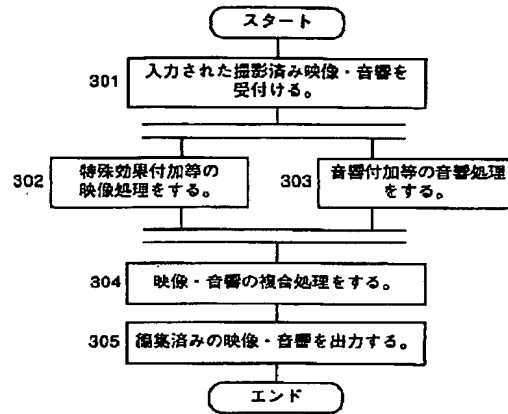 スタート
301 入力された撮影済み映像・音響を
受付ける。
302 特殊効果付加等の
映像処理をする。
303 音響付加等の音響処理
をする。
304 映像・音響の複合処理をする。
305 編集済みの映像・音響を出力する。
エンド